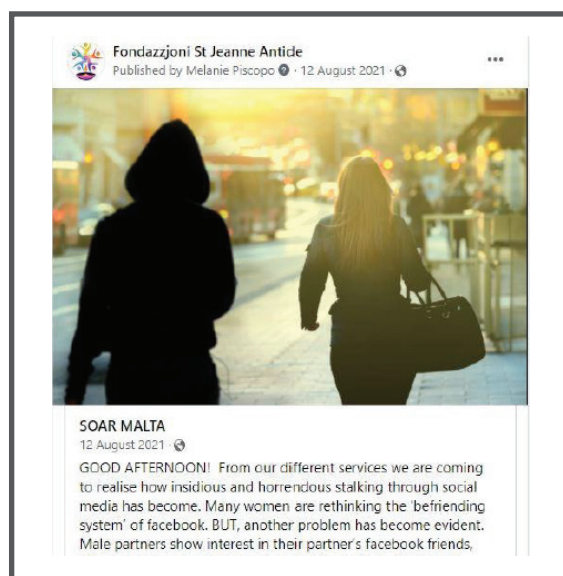 Fondazzjoni St Jeanne Antide
Published by Melanie Piscopo · 12 August 2021 ·
SOAR MALTA
12 August 2021 ·
GOOD AFTERNOON! From our different services we are coming
to realise how insidious and horrendous stalking through social
media has become. Many women are rethinking the 'befriending
system' of facebook. BUT, another problem has become evident.
Male partners show interest in their partner's facebook friends,